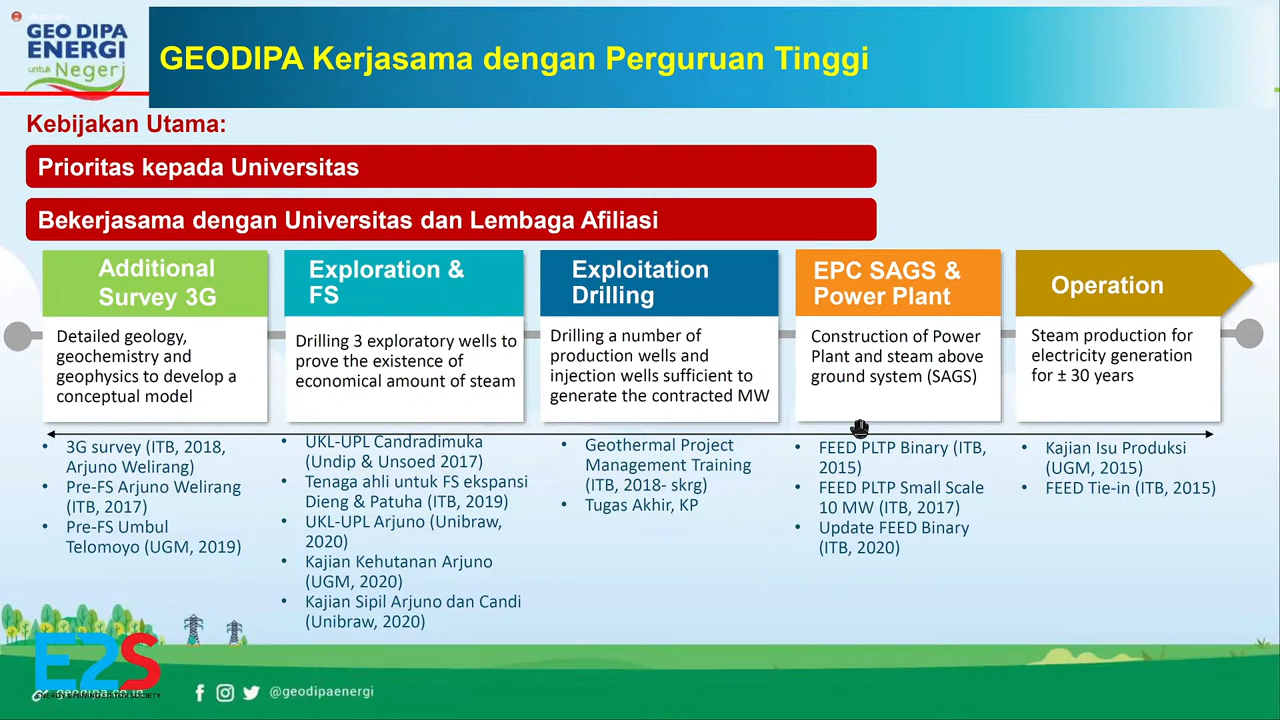 GEO DIPA
ENERGI
untuk Negeri
GEODIPA Kerjasama dengan Perguruan Tinggi
Kebijakan Utama:
Prioritas kepada Universitas
Bekerjasama dengan Universitas dan Lembaga Afiliasi
Additional
Survey 3G
Detailed geology,
geochemistry and
geophysics to develop a
conceptual model
• 3G survey (ITB, 2018,
Arjuno Welirang)
• Pre-FS Arjuno Welirang
(ITB, 2017)
• Pre-FS Umbul
Telomoyo (UGM, 2019)
Exploration &
FS
Drilling 3 exploratory wells to
prove the existence of
economical amount of steam
• UKL-UPL Candradimuka
(Undip & Unsoed 2017)
• Tenaga ahli untuk FS ekspansi
Dieng & Patuha (ITB, 2019)
• UKL-UPL Arjuno (Unibraw,
2020)
• Kajian Kehutanan Arjuno
(UGM, 2020)
• Kajian Sipil Arjuno dan Candi
(Unibraw, 2020)
Exploitation
Drilling
Drilling a number of
production wells and
injection wells sufficient to
generate the contracted MW
• Geothermal Project
Management Training
(ITB, 2018- skrg)
• Tugas Akhir, KP
EPC SAGS &
Power Plant
Construction of Power
Plant and steam above
ground system (SAGS)
• FEED PLTP Binary (ITB,
2015)
• FEED PLTP Small Scale
10 MW (ITB, 2017)
• Update FEED Binary
(ITB, 2020)
Operation
Steam production for
electricity generation
for ± 30 years
• Kajian Isu Produksi
(UGM, 2015)
• FEED Tie-in (ITB, 2015)
E2S
geodipa.co.id
@geodipaenergi